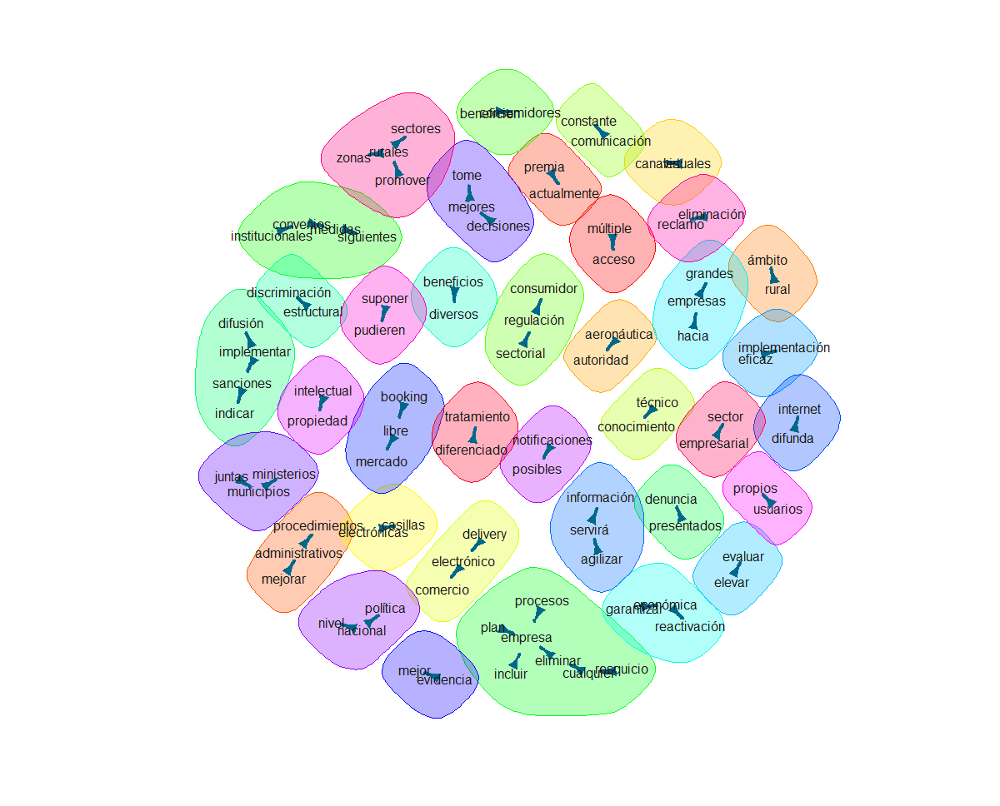 beneficien consumidores
constante
comunicación
sectores
zonas rurales
promover
canales virtuales
premia
actualmente
tome
mejores
decisiones
eliminación
reclamo
convenios
institucionales medidas
siguientes
múltiple
acceso
ámbito
rural
grandes
empresas
hacia
discriminación
estructural
suponer
pudieren
beneficios
diversos
consumidor
regulación
sectorial
aeronáutica
autoridad
implementación
eficaz
difusión
implementar
sanciones
indicar
intelectual
propiedad
booking
libre
mercado
tratamiento
diferenciado
notificaciones
posibles
técnico
conocimiento
sector
empresarial
internet
difunda
juntas ministerios
municipios
procedimientos
administrativos
mejorar
casillas
electrónicas
delivery
electrónico
comercio
información
servirá
agilizar
denuncia
presentados
propios
usuarios
evaluar
elevar
política
nivel
nacional
procesos
plan
empresa
eliminar
incluir
cualquier
resquicio
garantizar económica
reactivación
mejor
evidencia